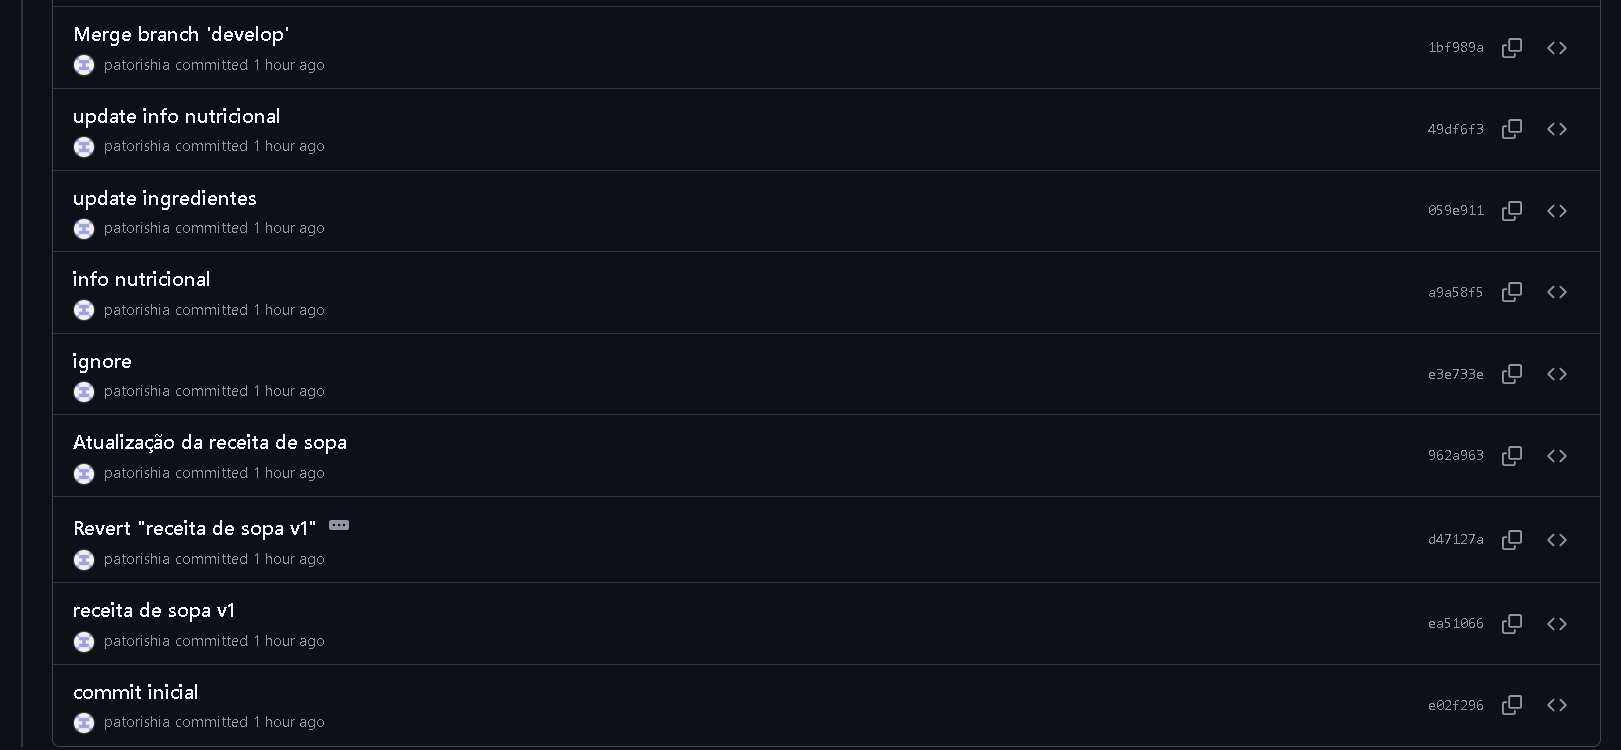 Merge branch 'develop'
patorishia committed 1 hour ago
1bf989a
update info nutricional
patorishia committed 1 hour ago
49df6f3
update ingredientes
patorishia committed 1 hour ago
059e911
info nutricional
patorishia committed 1 hour ago
a9a58f5
ignore
patorishia committed 1 hour ago
e3e733e
Atualização da receita de sopa
patorishia committed 1 hour ago
962a963
Revert "receita de sopa v1"
patorishia committed 1 hour ago
d47127a
receita de sopa v1
patorishia committed 1 hour ago
ea51066
commit inicial
patorishia committed 1 hour ago
e02f296